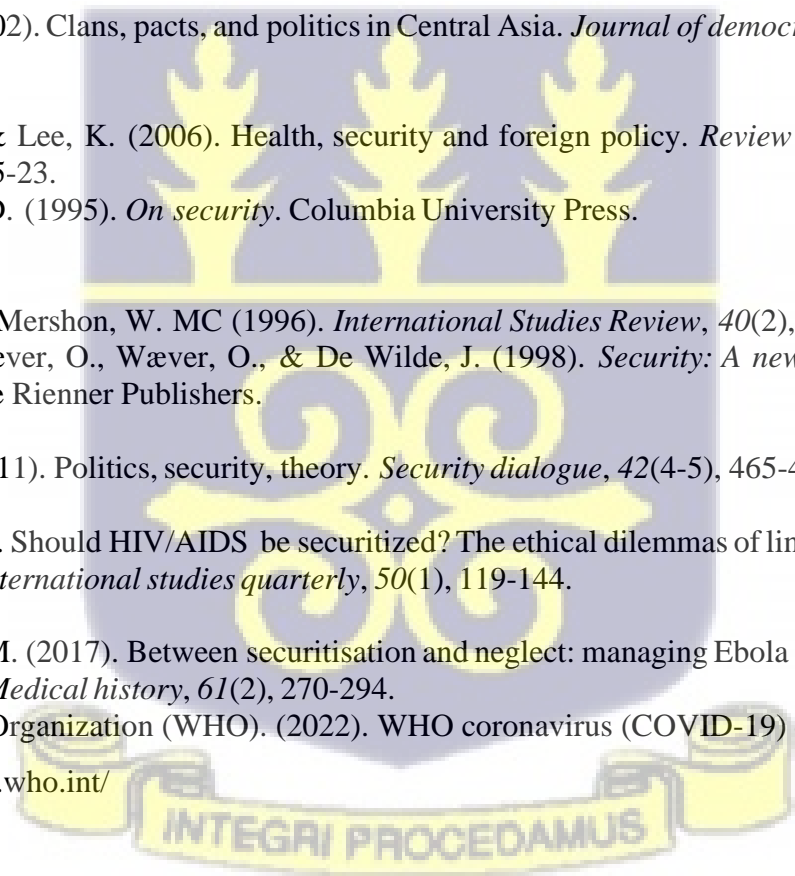 02). Clans, pacts, and politics in Central Asia. Journal of democ
Lee, K. (2006). Health, security and foreign policy. Review
5-23.
(1995). On security. Columbia University Press.
Mershon, W. MC (1996). International Studies Review, 40(2),
ver, O., Wæver, O., & De Wilde, J. (1998). Security: A new
e Rienner Publishers.
11). Politics, security, theory. Security dialogue, 42(4-5), 465-4
. Should HIV/AIDS be securitized? The ethical dilemmas of lin
ternational studies quarterly, 50(1), 119-144.
M. (2017). Between securitisation and neglect: managing Ebola
Medical history, 61(2), 270-294.
Organization (WHO). (2022). WHO coronavirus (COVID-19)
.who.int/
INTEGRI PROCEDAMUS